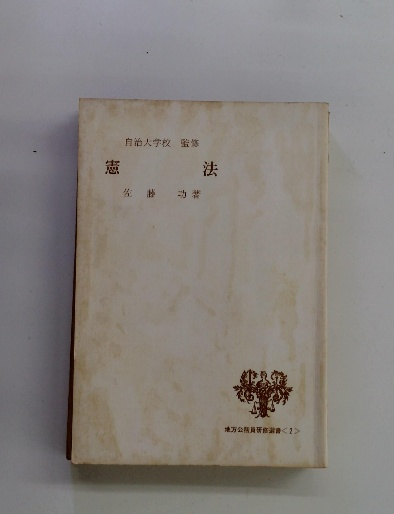 自治大学校 監修
憲法
佐藤 功著
地方公務員研修選書<2>